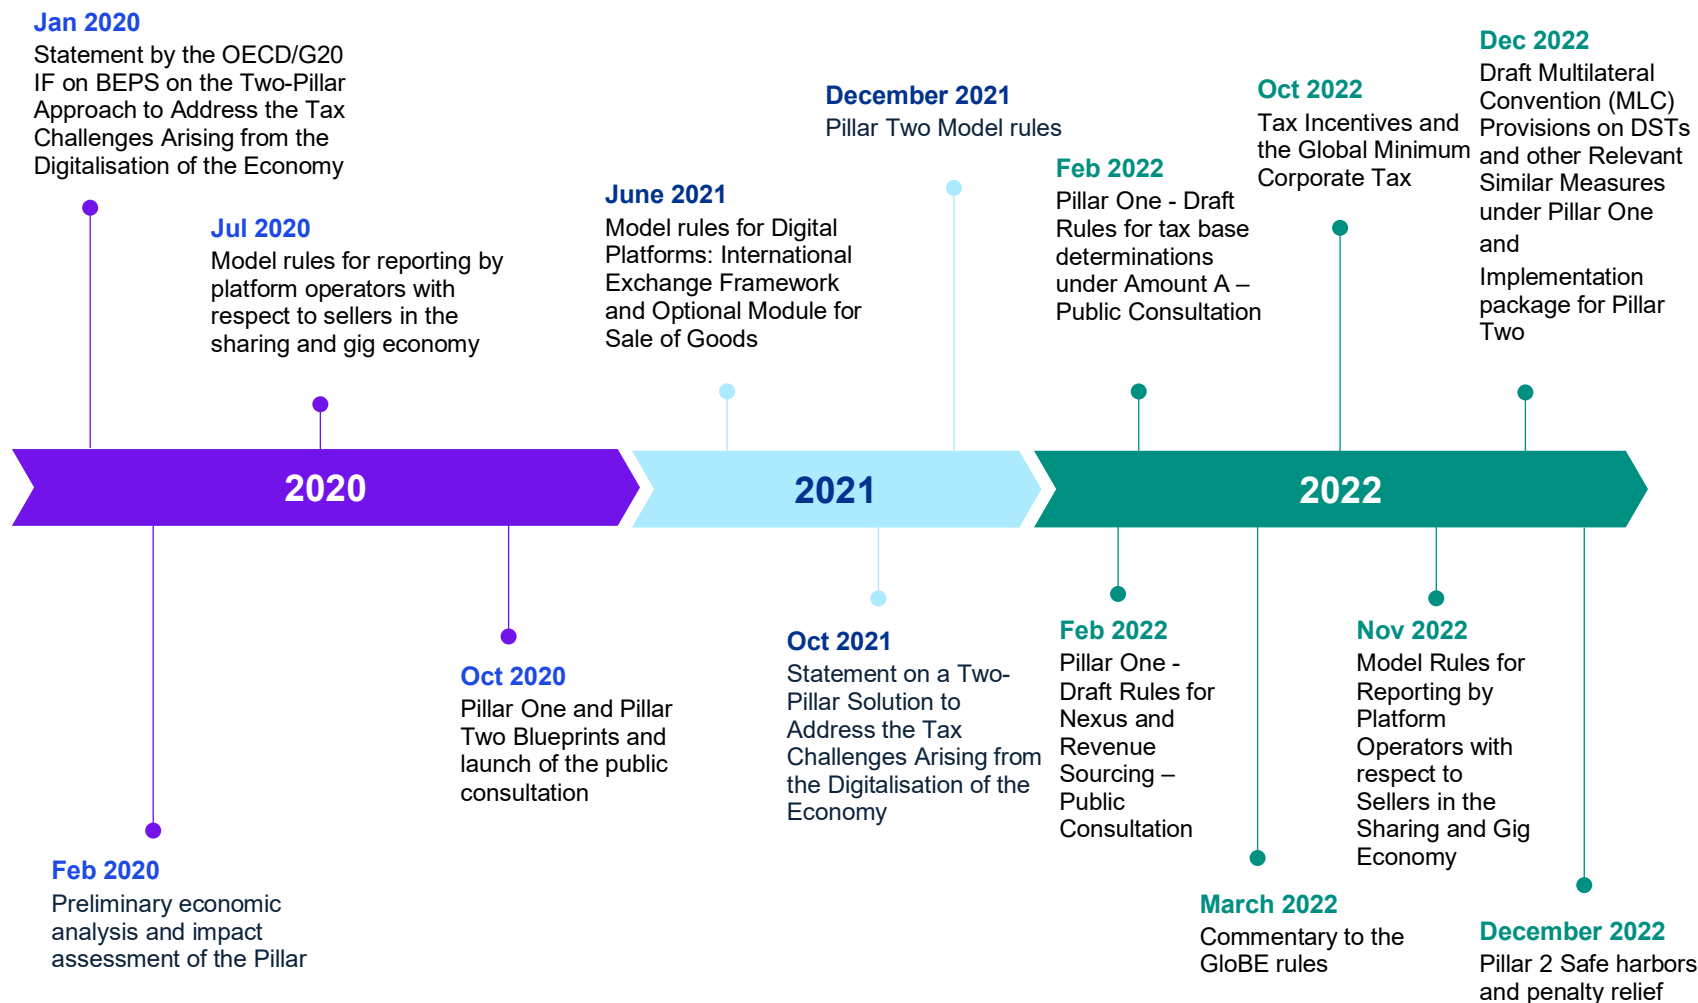 Jan 2020
Statement by the OECD/G20
IF on BEPS on the Two-Pillar
Approach to Address the Tax
Challenges Arising from the
Digitalisation of the Economy
Jul 2020
Model rules for reporting by
platform operators with
respect to sellers in the
sharing and gig economy
June 2021
Model rules for Digital
Platforms: International
Exchange Framework
and Optional Module for
Sale of Goods
December 2021
Pillar Two Model rules
Feb 2022
Pillar One - Draft
Rules for tax base
determinations
under Amount A –
Public Consultation
Oct 2022
Tax Incentives and
the Global Minimum
Corporate Tax
Dec 2022
Draft Multilateral
Convention (MLC)
Provisions on DSTs
and other Relevant
Similar Measures
under Pillar One
and
Implementation
package for Pillar
Two
2020
2021
2022
Feb 2020
Preliminary economic
analysis and impact
assessment of the Pillar
Oct 2020
Pillar One and Pillar
Two Blueprints and
launch of the public
consultation
Oct 2021
Statement on a Two-
Pillar Solution to
Address the Tax
Challenges Arising from
the Digitalisation of the
Economy
Feb 2022
Pillar One -
Draft Rules for
Nexus and
Revenue
Sourcing –
Public
Consultation
March 2022
Commentary to the
GloBE rules
Nov 2022
Model Rules for
Reporting by
Platform
Operators with
respect to
Sellers in the
Sharing and Gig
Economy
December 2022
Pillar 2 Safe harbors
and penalty relief